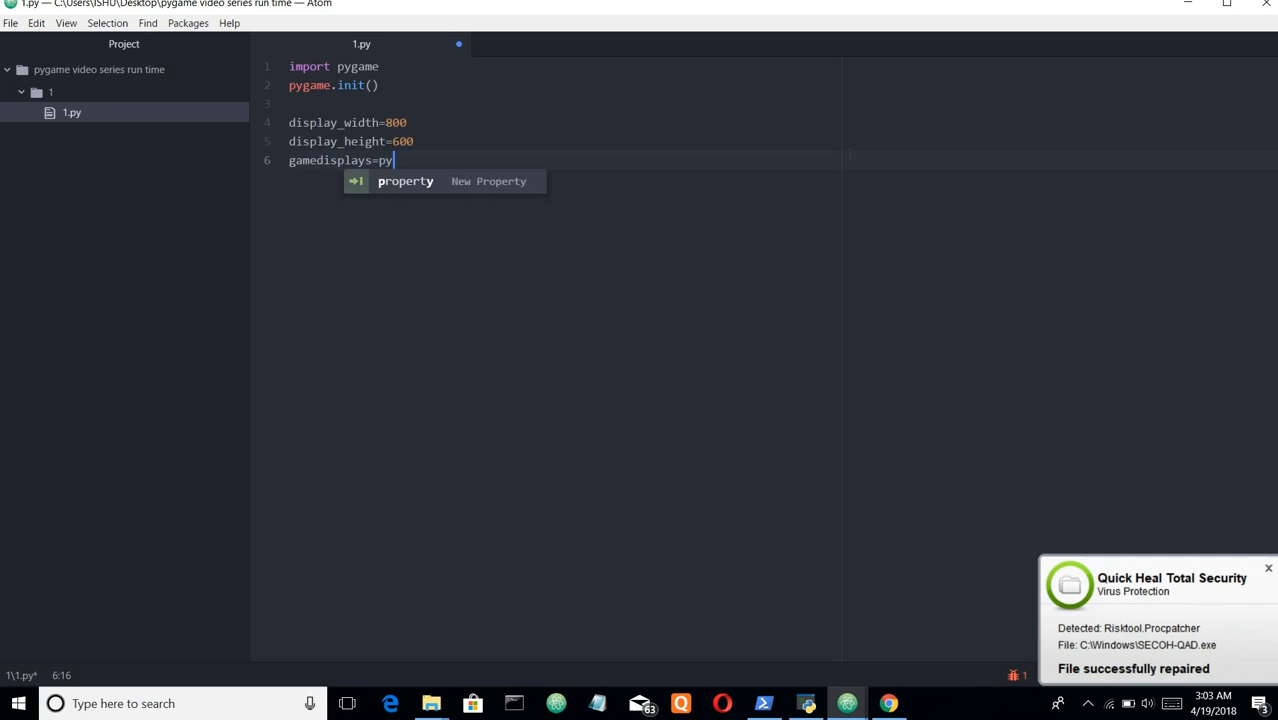 1.py — C:\Users\ISHU\Desktop\pygame video series run time — Atom
File Edit View Selection Find Packages Help
Project
pygame video series run time
1
1.py
1.py
1 import pygame
2 pygame.init()
3
4 display_width=800
5 display_height=600
6 gamedisplays=py
property New Property
Quick Heal Total Security
Virus Protection
Detected: Risktool.Procpatcher
File: C:\Windows\SECOH-QAD.exe
File successfully repaired
1\1.py* 6:16
1
Type here to search
63
3:03 AM
4/19/2018
3